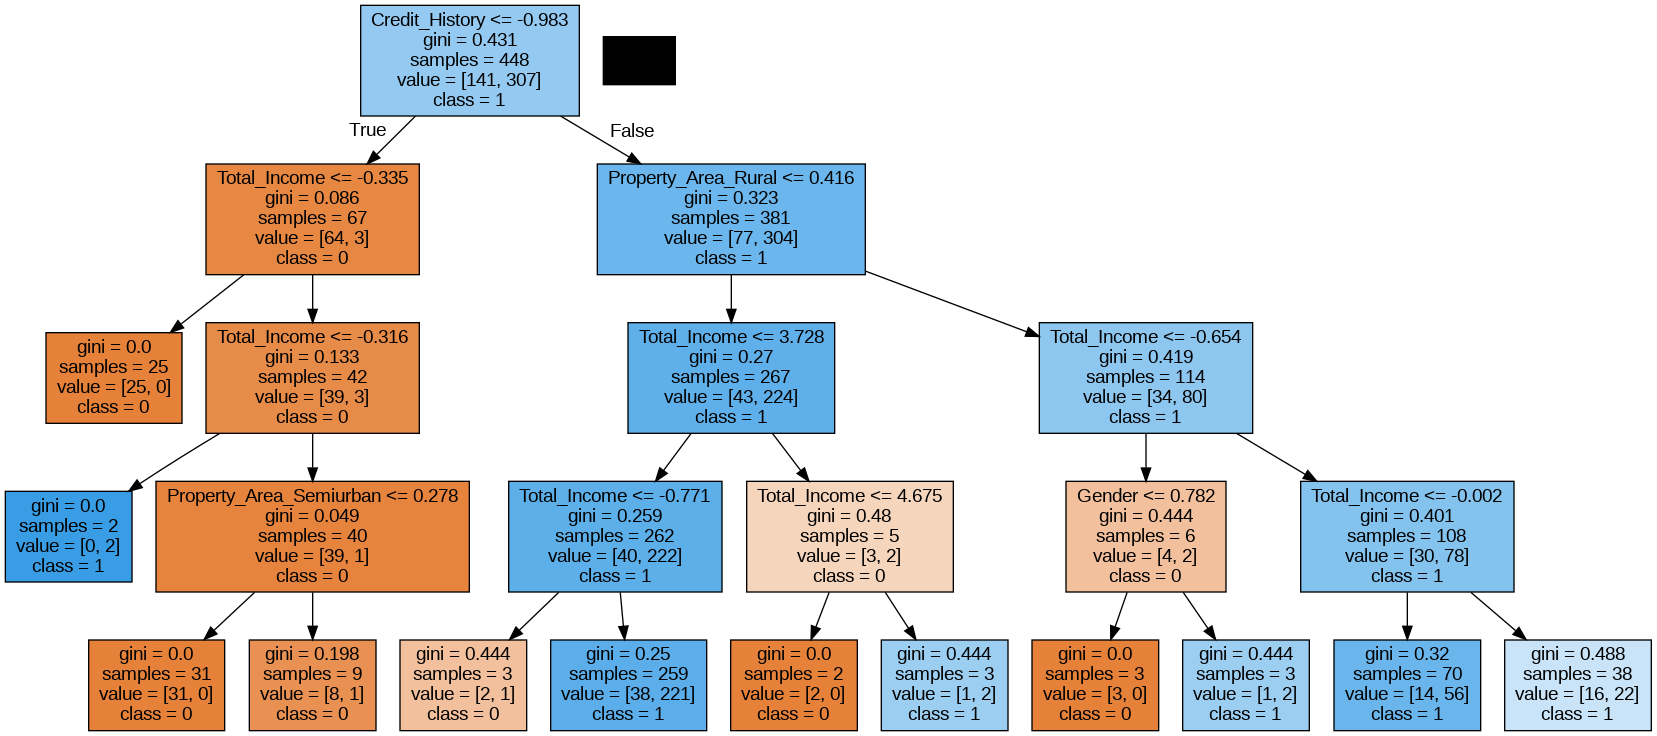 Credit_History <= -0.983
gini = 0.431
samples = 448
value = [141, 307]
class = 1
True
False
Total_Income <= -0.335
gini = 0.086
samples = 67
value = [64, 3]
class = 0
Property_Area_Rural <= 0.416
gini = 0.323
samples = 381
value = [77, 304]
class = 1
gini = 0.0
samples = 25
value = [25, 0]
class = 0
Total_Income <= -0.316
gini = 0.133
samples = 42
value = [39, 3]
class = 0
Total_Income <= 3.728
gini = 0.27
samples = 267
value = [43, 224]
class = 1
Total_Income <= -0.654
gini = 0.419
samples = 114
value = [34, 80]
class = 1
gini = 0.0
samples = 2
value = [0, 2]
class = 1
Property_Area_Semiurban <= 0.278
gini = 0.049
samples = 40
value = [39, 1]
class = 0
Total_Income <= -0.771
gini = 0.259
samples = 262
value = [40, 222]
class = 1
Total_Income <= 4.675
gini = 0.48
samples = 5
value = [3, 2]
class = 0
Gender <= 0.782
gini = 0.444
samples = 6
value = [4, 2]
class = 0
Total_Income <= -0.002
gini = 0.401
samples = 108
value = [30, 78]
class = 1
gini = 0.0
samples = 31
value = [31, 0]
class = 0
gini = 0.198
samples = 9
value = [8, 1]
class = 0
gini = 0.444
samples = 3
value = [2, 1]
class = 0
gini = 0.25
samples = 259
value = [38, 221]
class = 1
gini = 0.0
samples = 2
value = [2, 0]
class = 0
gini = 0.444
samples = 3
value = [1, 2]
class = 1
gini = 0.0
samples = 3
value = [3, 0]
class = 0
gini = 0.444
samples = 3
value = [1, 2]
class = 1
gini = 0.32
samples = 70
value = [14, 56]
class = 1
gini = 0.488
samples = 38
value = [16, 22]
class = 1